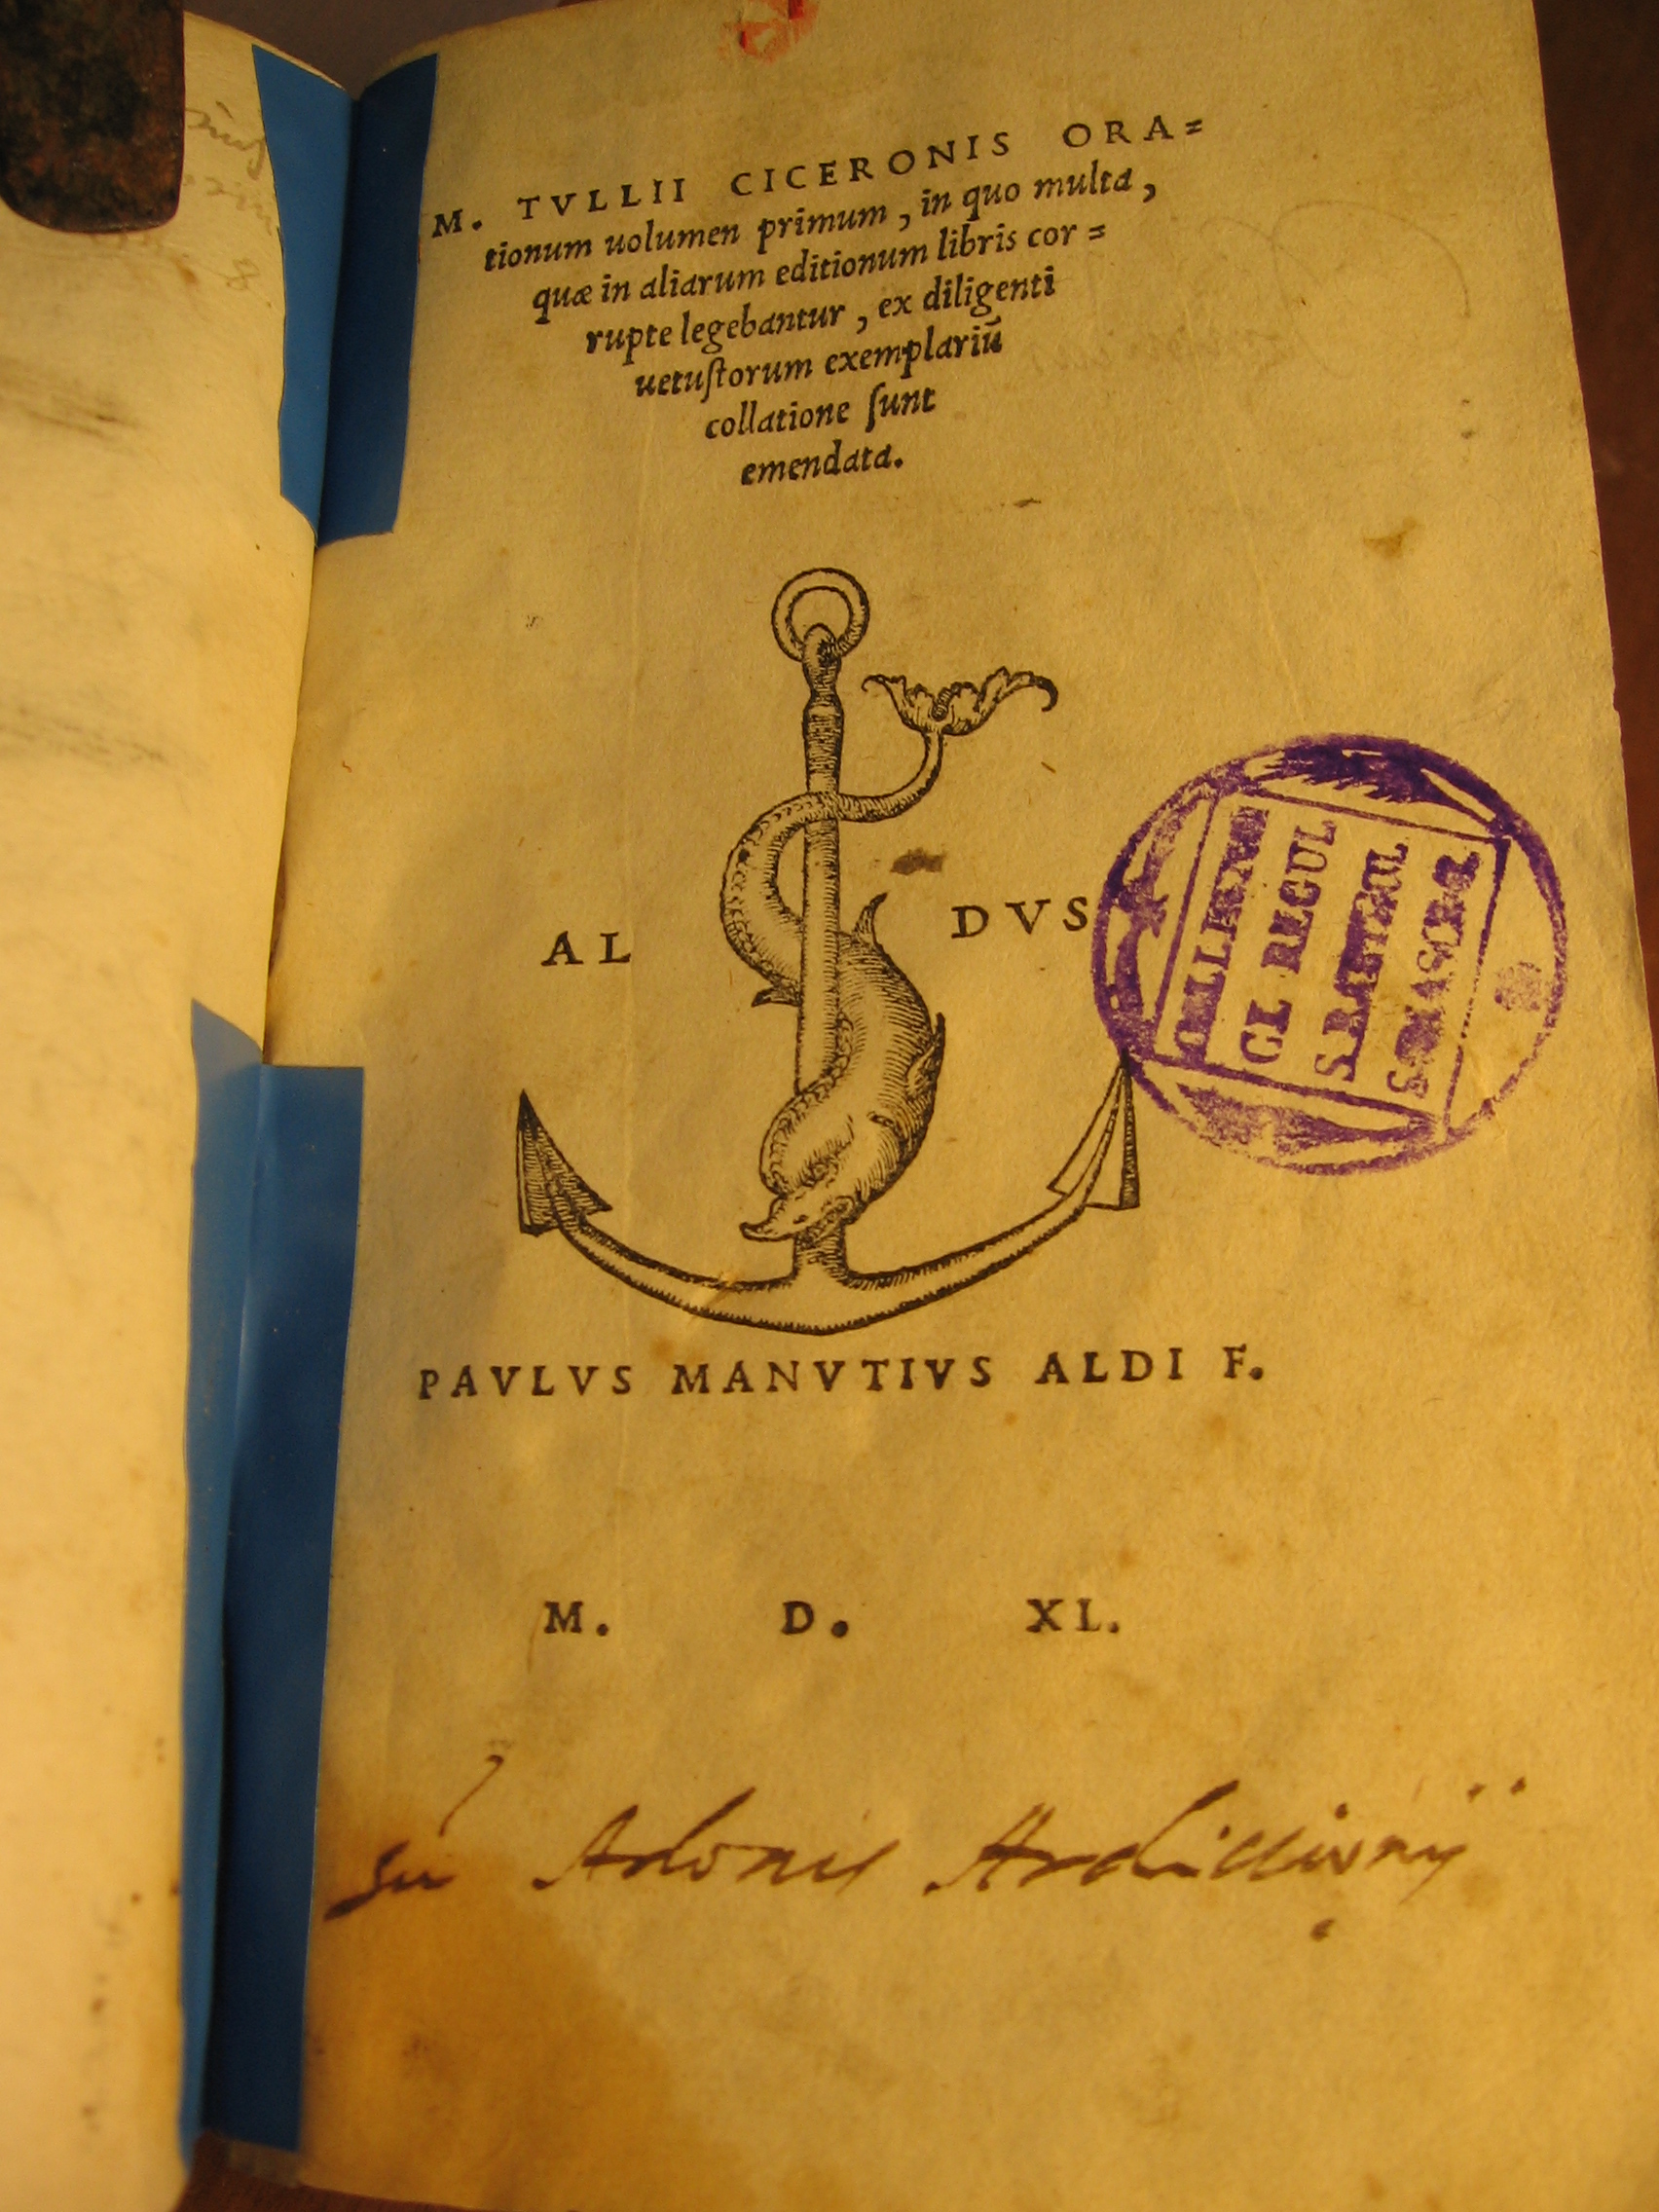 M. TVLLII CICERONIS ORA=
tionum uolumen primum, in quo multa,
quæ in aliarum editionum libris cor=
rupte legebantur, ex diligenti
uetuſtorum exemplariũ
collatione ſunt
emendata.
AL DVS
PAVLVS MANVTIVS ALDI F.
M. D. XL.
Adonis